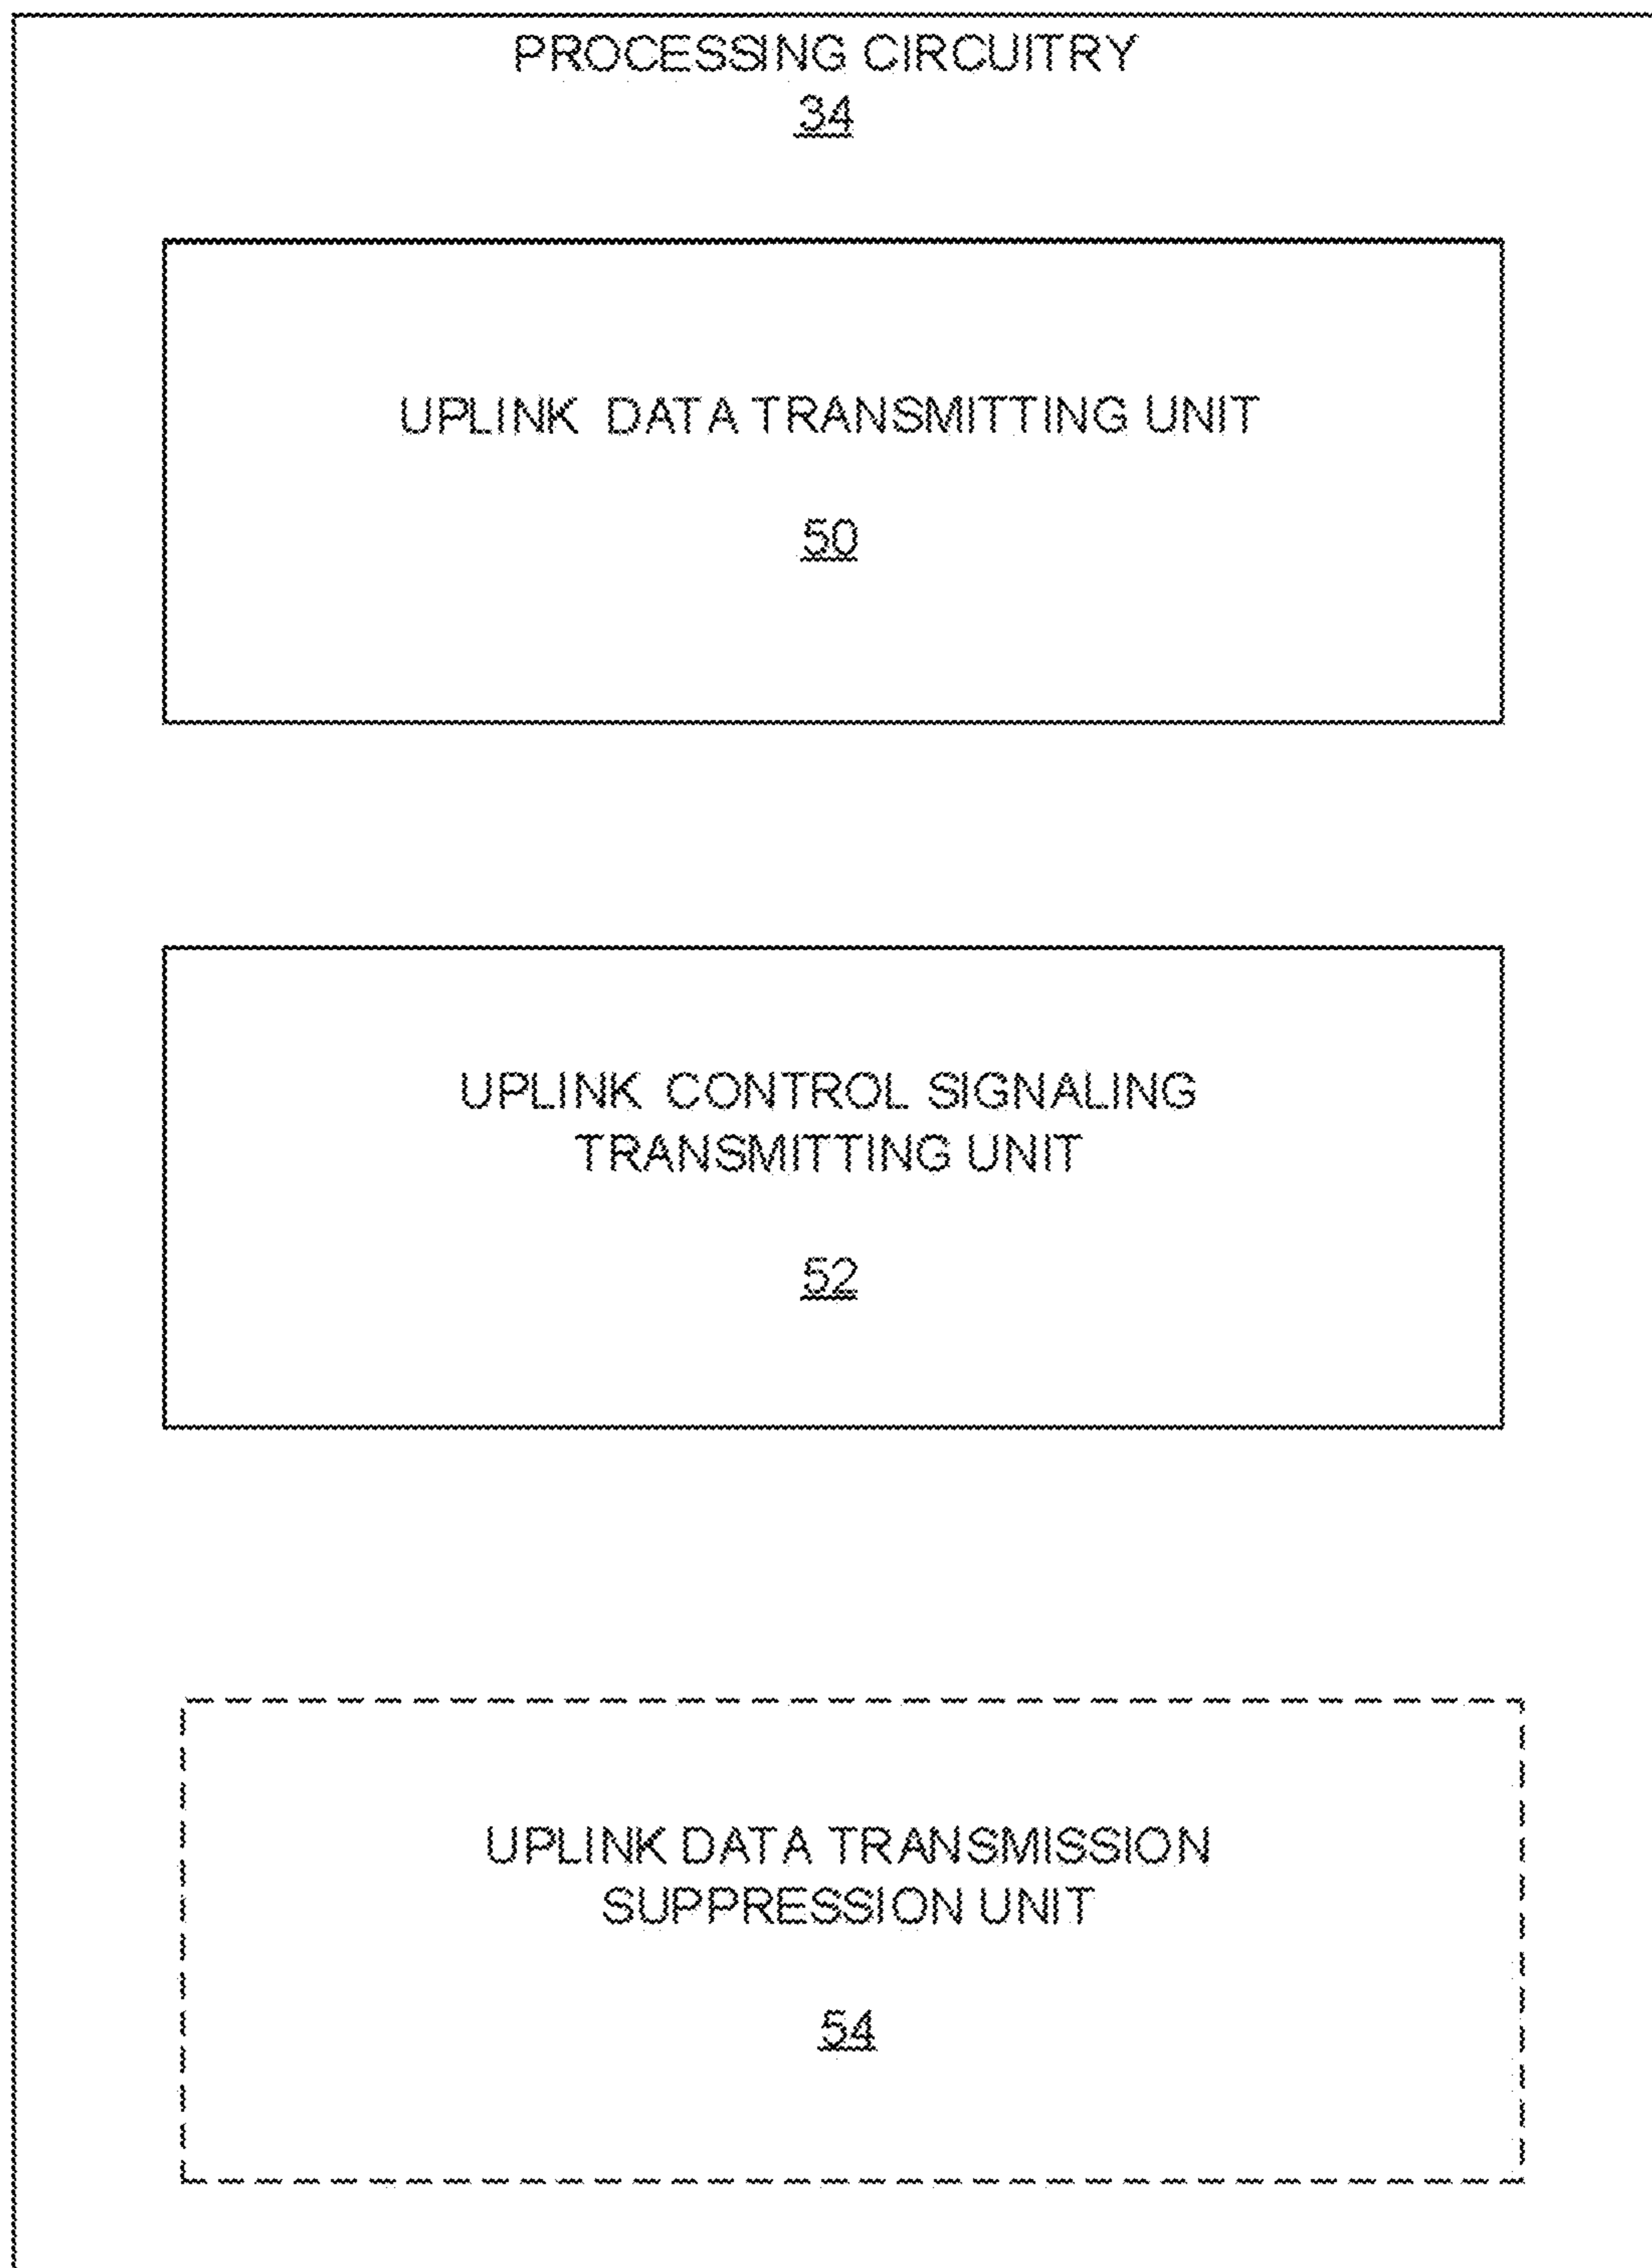 PROCESSING CIRCUITRY
34
UPLINK DATA TRANSMITTING UNIT
50
UPLINK CONTROL SIGNALING
TRANSMITTING UNIT
52
UPLINK DATA TRANSMISSION
SUPPRESSION UNIT
54